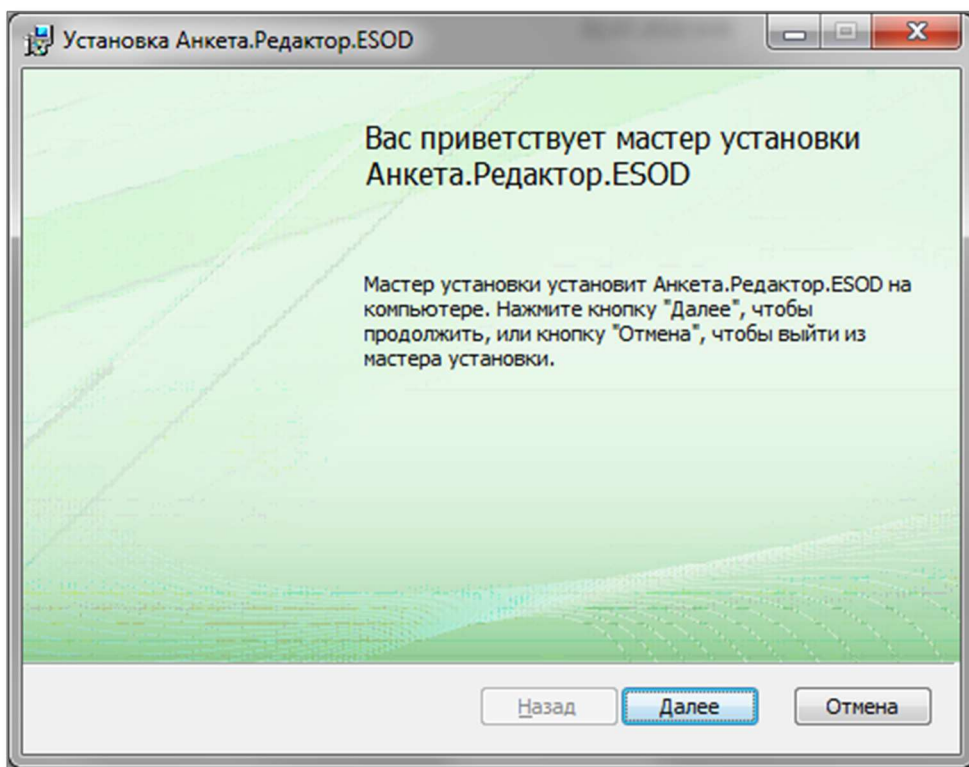 Установка Анкета.Редактор.ESOD
Вас приветствует мастер установки
Анкета.Редактор.ESOD
Мастер установки установит Анкета.Редактор.ESOD на
компьютере. Нажмите кнопку "Далее", чтобы
продолжить, или кнопку "Отмена", чтобы выйти из
мастера установки.
Назад Далее Отмена